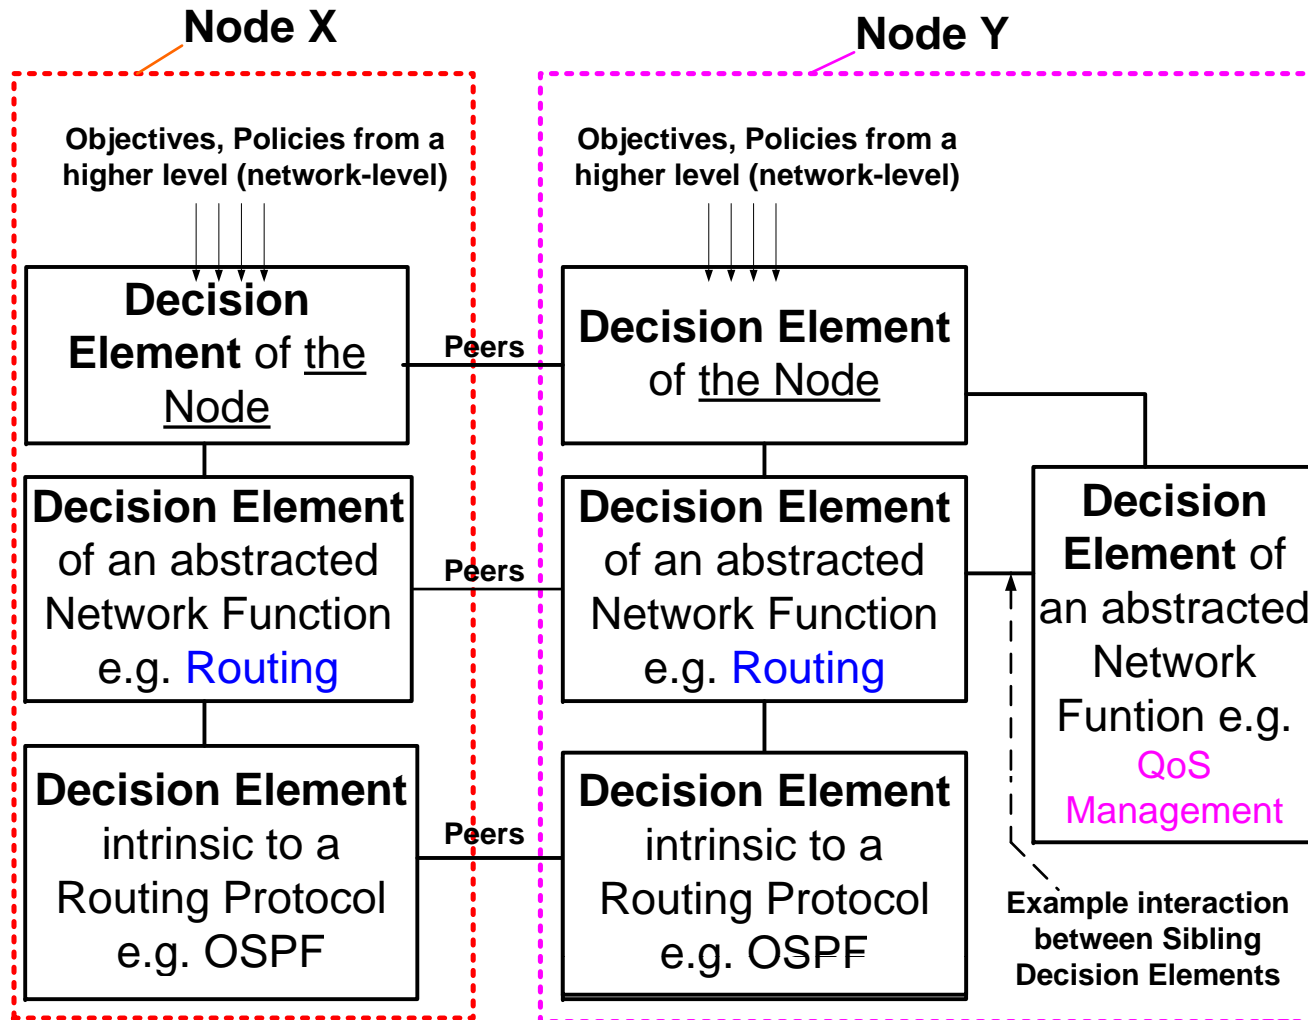 Node X
Node Y
Objectives, Policies from a
higher level (network-level)
Objectives, Policies from a
higher level (network-level)
Decision
Element of the
Node
Peers
Decision Element
of the Node
Decision Element
of an abstracted
Network Function
e.g. Routing
Peers
Decision Element
of an abstracted
Network Function
e.g. Routing
Decision
Element of
an abstracted
Network
Funtion e.g.
QoS
Management
Decision Element
intrinsic to a
Routing Protocol
e.g. OSPF
Peers
Decision Element
intrinsic to a
Routing Protocol
e.g. OSPF
Example interaction
between Sibling
Decision Elements